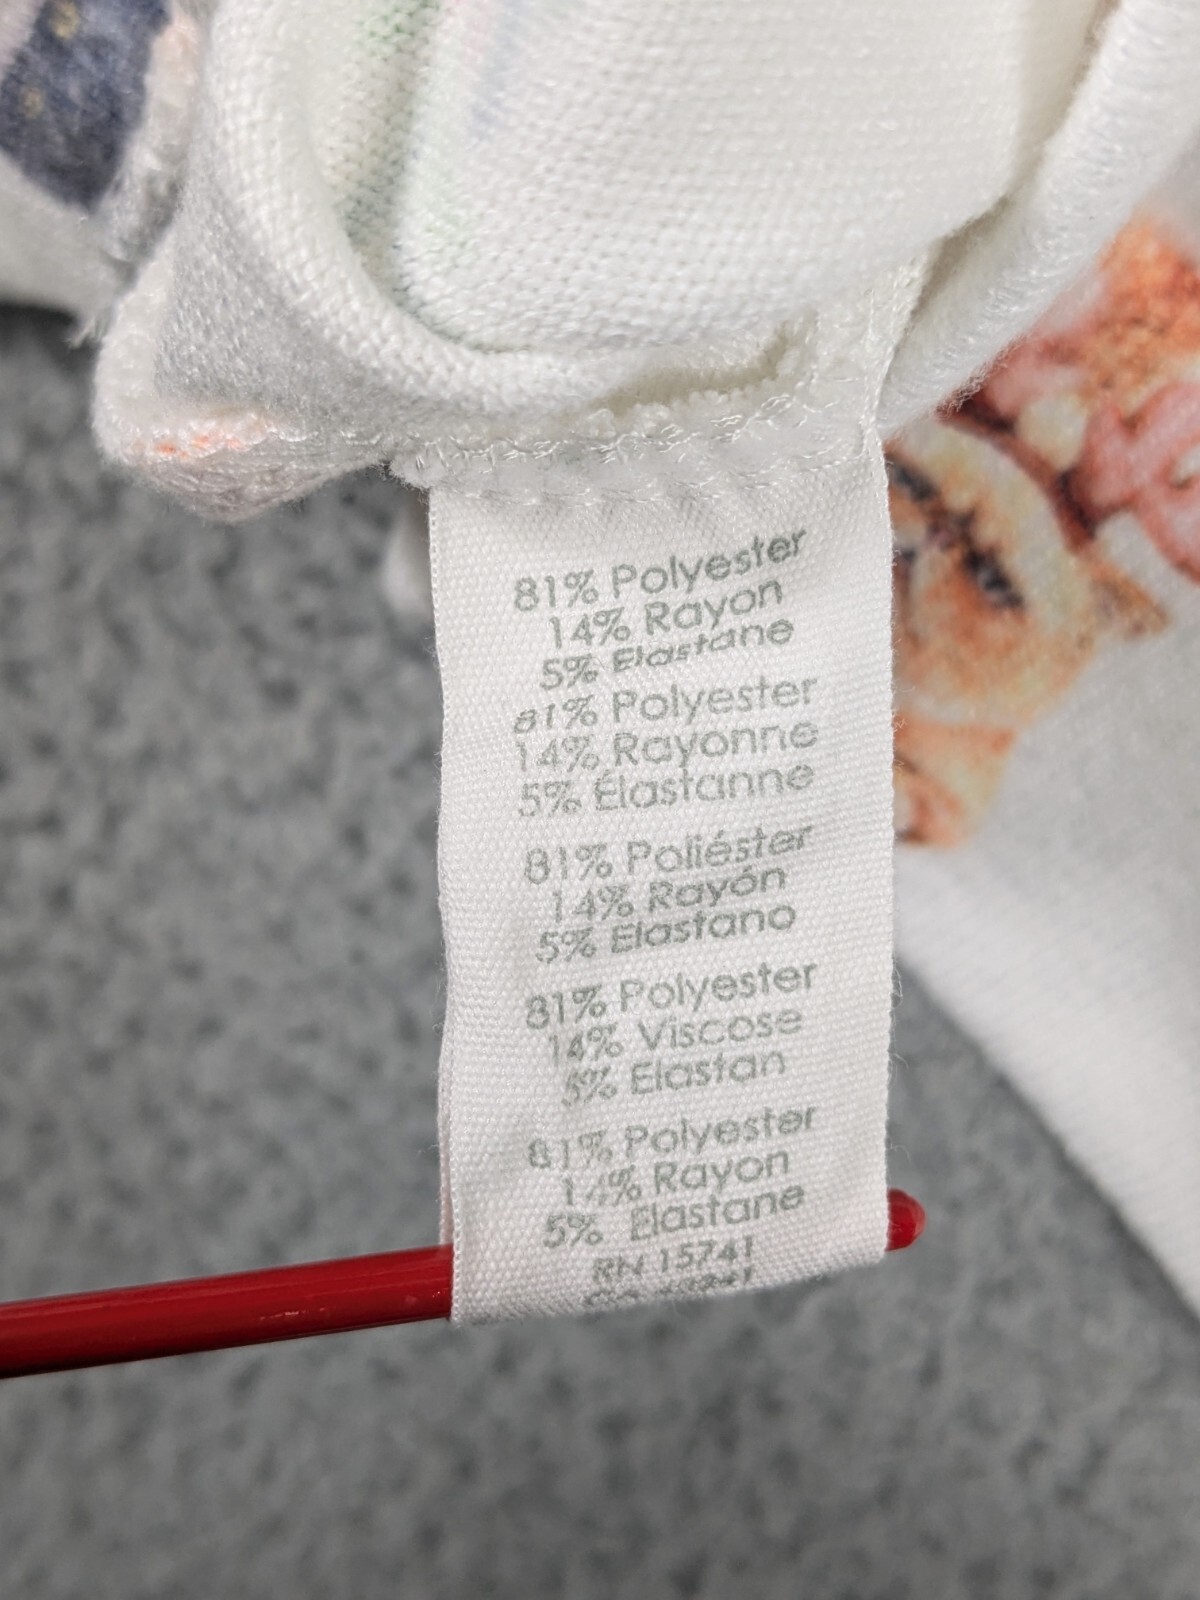 81% Polyester
14% Rayon
5% Elastane
81% Polyester
14% Rayonne
5% Élastanne
81% Poliéster
14% Rayón
5% Elastano
81% Polyester
14% Viscose
5% Elastan
81% Polyester
14% Rayon
5% Elastane
RN 15741